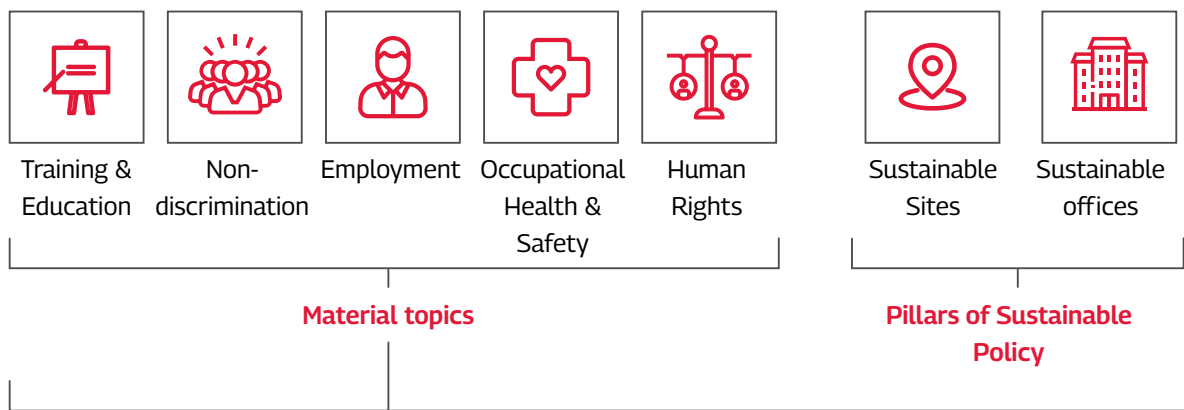 Training &
Education
Non-
discrimination
Employment
Occupational
Health &
Safety
Human
Rights
Sustainable
Sites
Sustainable
offices
Material topics
Pillars of Sustainable
Policy